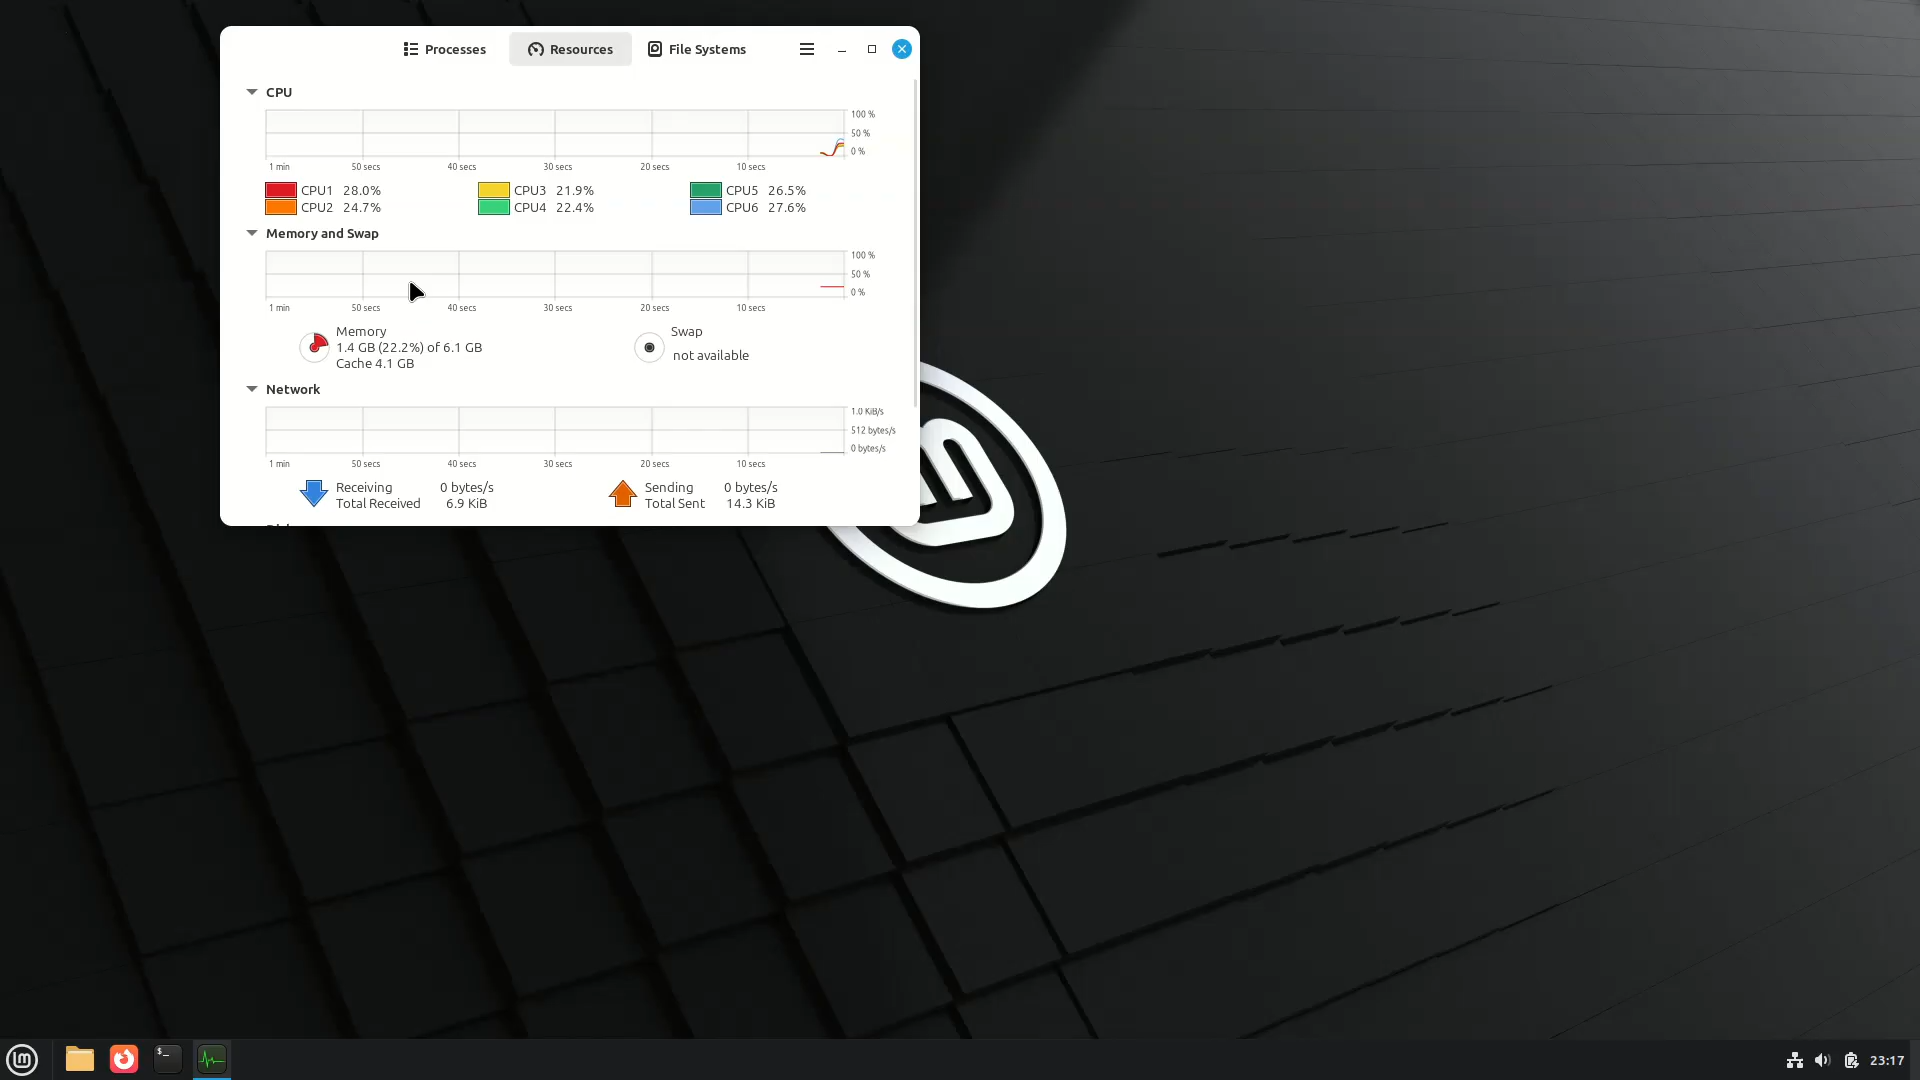 Processes Resources File Systems
CPU
100 %
50 %
0 %
1 min 50 secs 40 secs 30 secs 20 secs 10 secs
CPU1 28.0% CPU3 21.9% CPU5 26.5%
CPU2 24.7% CPU4 22.4% CPU6 27.6%
Memory and Swap
100 %
50 %
0 %
1 min 50 secs 40 secs 30 secs 20 secs 10 secs
Memory Swap
1.4 GB (22.2%) of 6.1 GB not available
Cache 4.1 GB
Network
1.0 KiB/s
512 bytes/s
0 bytes/s
1 min 50 secs 40 secs 30 secs 20 secs 10 secs
Receiving 0 bytes/s Sending 0 bytes/s
Total Received 6.9 KiB Total Sent 14.3 KiB
$_
23:17